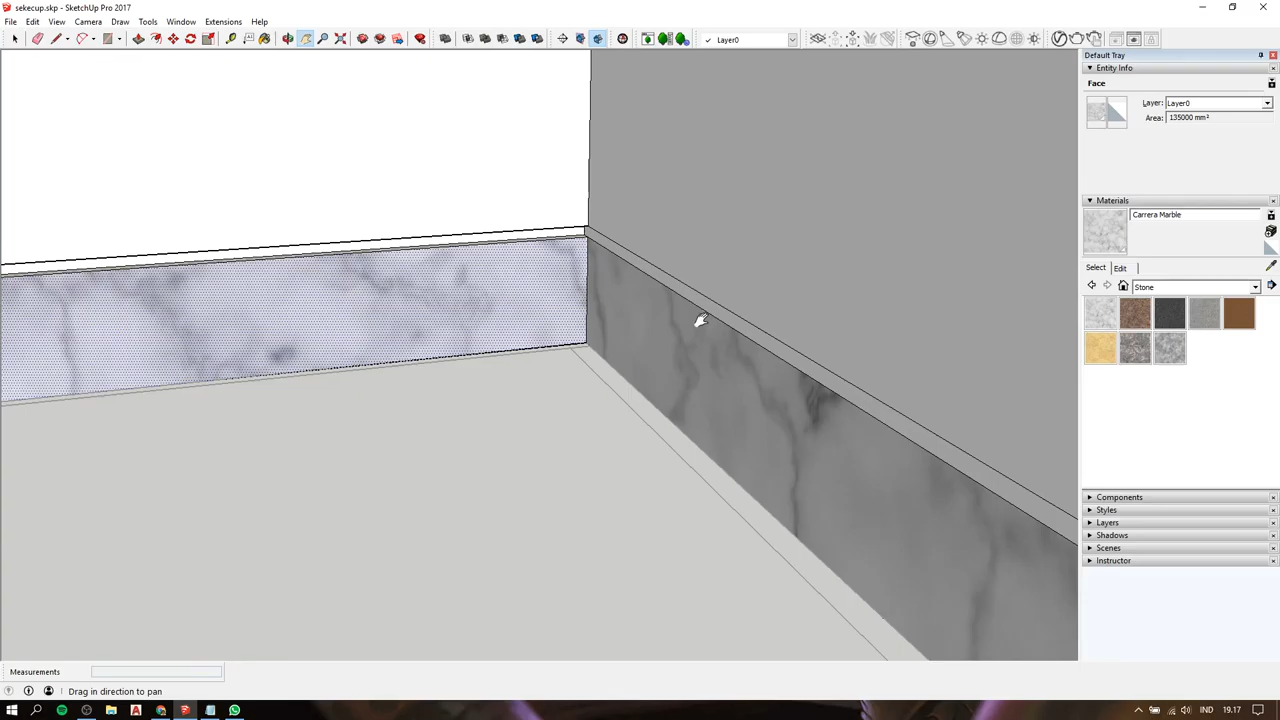 sekecup.skp - SketchUp Pro 2017
File Edit View Camera Draw Tools Window Extensions Help
Layer0
Default Tray
Entity Info
Face
Layer: Layer0
Area: 135000 mm²
Materials
Carrera Marble
Select Edit
Stone
Components
Styles
Layers
Shadows
Scenes
Instructor
Measurements
Drag in direction to pan
IND 19.17